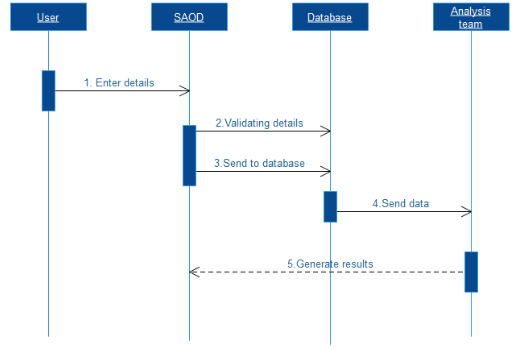 User
SAOD
Database
Analysis
team
1. Enter details
2.Validating details
3.Send to database
4.Send data
5.Generate results